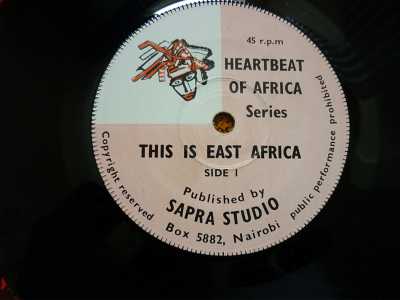 45 r.p.m
HEARTBEAT
OF AFRICA
Series
THIS IS EAST AFRICA
SIDE 1
Published by
SAPRA STUDIO
Box 5882, Nairobi
Copyright reserved
public performance prohibited